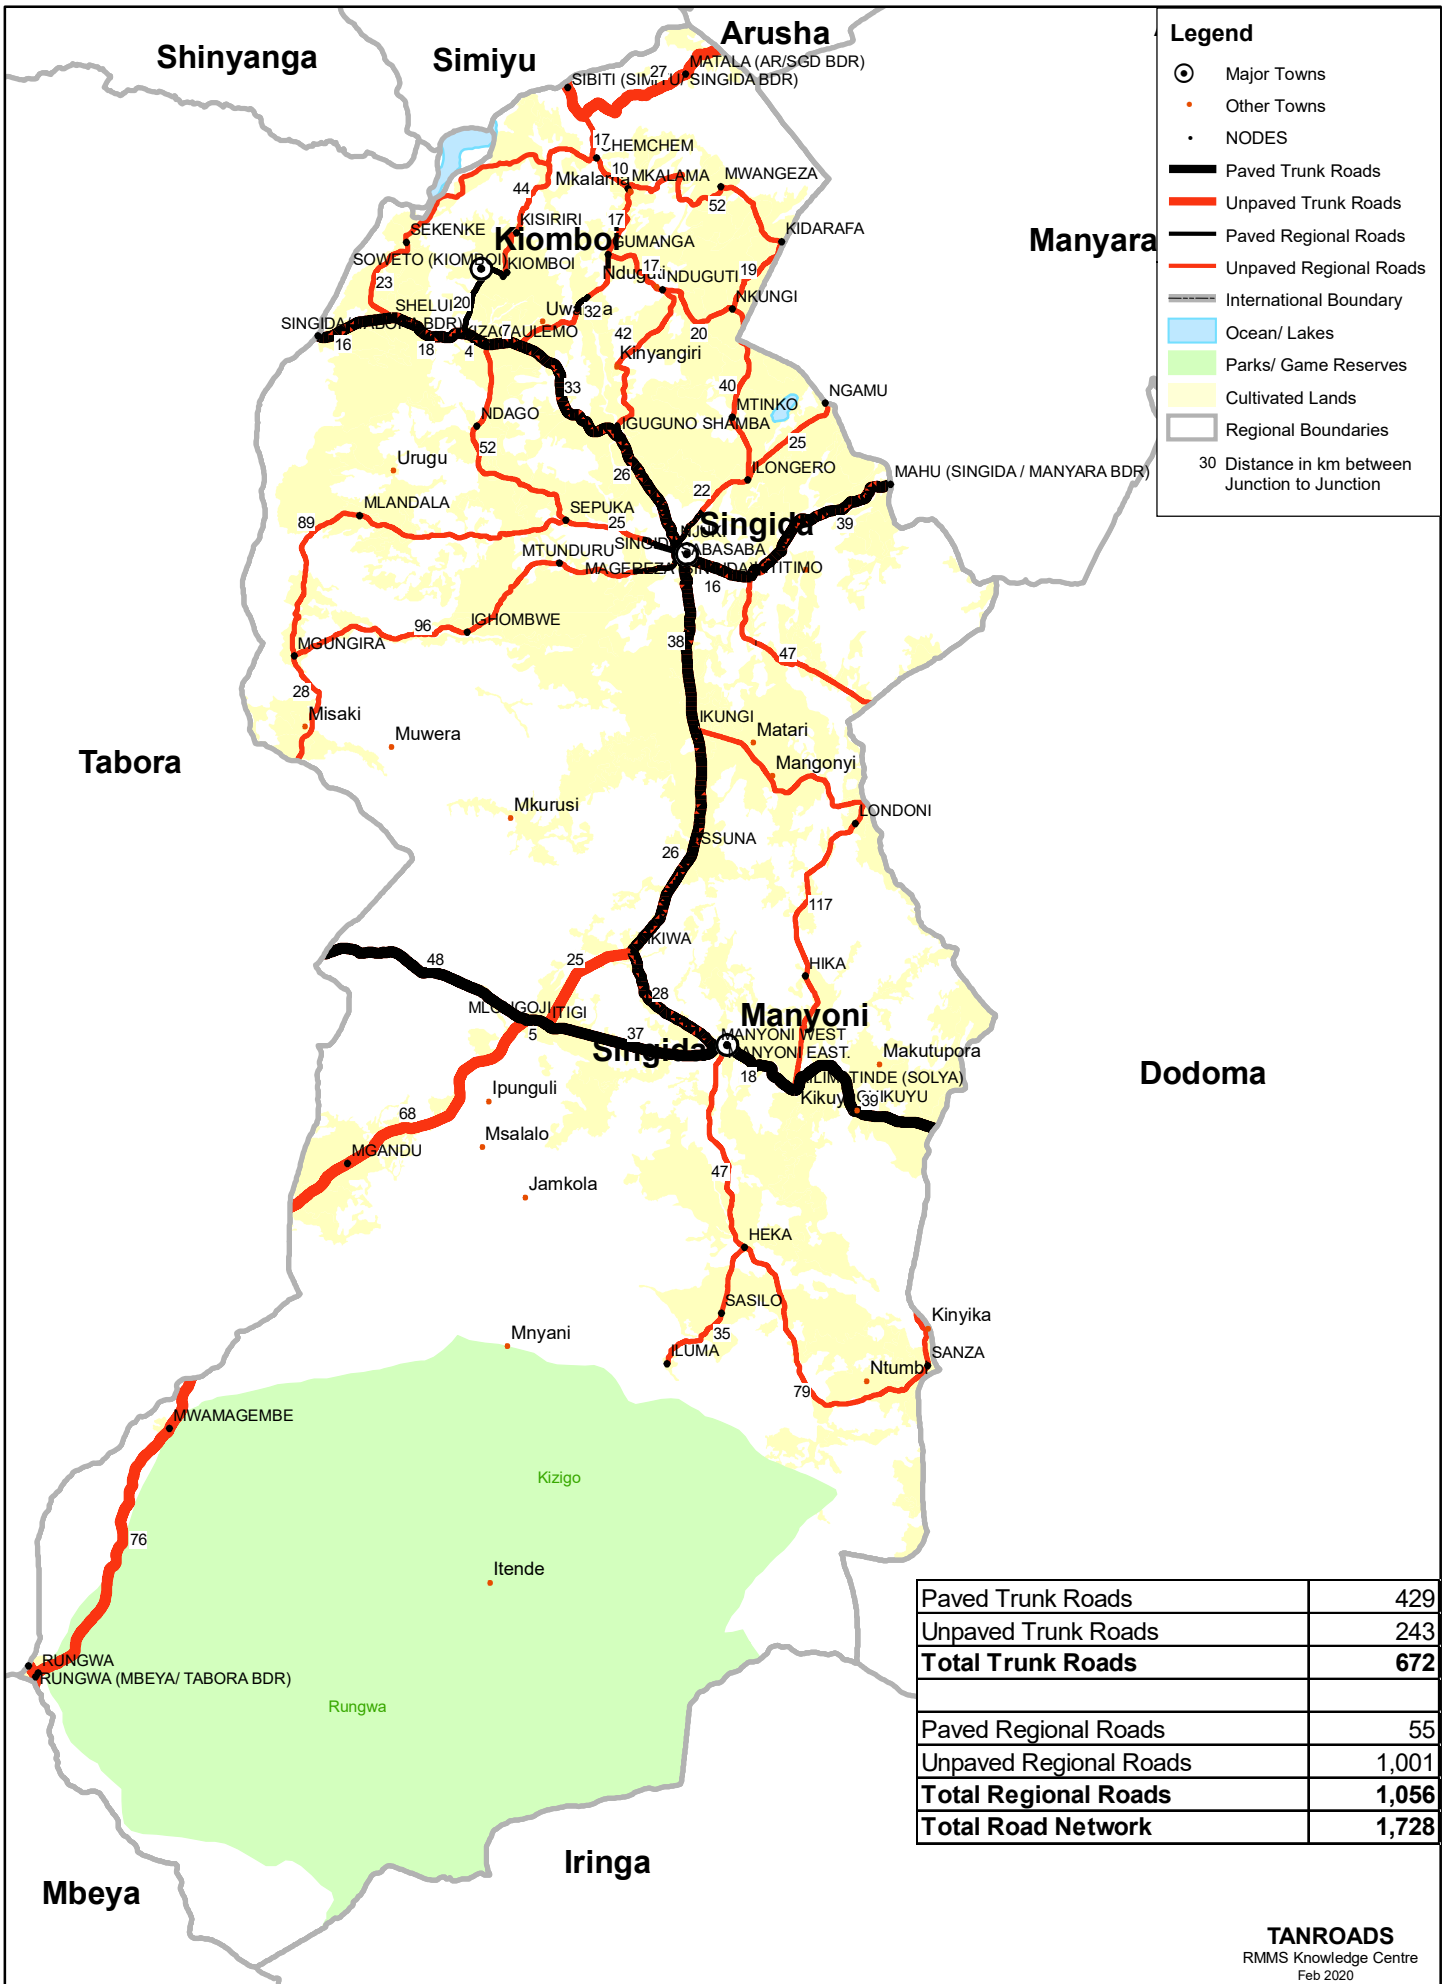 Shinyanga
Simiyu
Arusha
27
MATALA (AR/SGD BDR)
17
10
Mkalama
MKALAMA
MWANGEZA
44
52
SEKENKE
KISIRIRI
17
KIDARAFA
Kiomboi
GUMANGA
SOWETO (KIOMBOI)
KIOMBOI
17
NDUGUTI
19
23
20
SHELUI
32
NKUNGI
16
18
4
7
42
20
Kinyangiri
33
40
NDAGO
IGUGUNO SHAMBA
MTINKO
NGAMU
52
25
Urugu
26
ILONGERO
MAHU (SINGIDA / MANYARA BDR)
MLANDALA
22
89
SEPUKA
25
Singida
39
MTUNDURU
SABASABA
16
96
IGHOMBWE
MGUNGIRA
38
47
28
Misaki
Muwera
IKUNGI
Matari
Mangonyi
Mkurusi
LONDONI
26
117
48
25
HIKA
28
ITIGI
5
37
Manyoni
MANYONI WEST
Singida
18
Makutupora
39
Ipunguli
68
Msalalo
MGANDU
47
Jamkola
HEKA
SASILO
Kinyika
35
Mnyani
ILUMA
SANZA
79
MWAMAGEMBE
Kizigo
76
Itende
RUNGWA
RUNGWA (MBEYA/ TABORA BDR)
Rungwa
Manyara
Tabora
Dodoma
Iringa
Mbeya
Legend
Major Towns
Other Towns
NODES
Paved Trunk Roads
Unpaved Trunk Roads
Paved Regional Roads
Unpaved Regional Roads
International Boundary
Ocean/ Lakes
Parks/ Game Reserves
Cultivated Lands
Regional Boundaries
30 Distance in km between
Junction to Junction
Paved Trunk Roads 429
Unpaved Trunk Roads 243
Total Trunk Roads 672
Paved Regional Roads 55
Unpaved Regional Roads 1,001
Total Regional Roads 1,056
Total Road Network 1,728
TANROADS
RMMS Knowledge Centre
Feb 2020